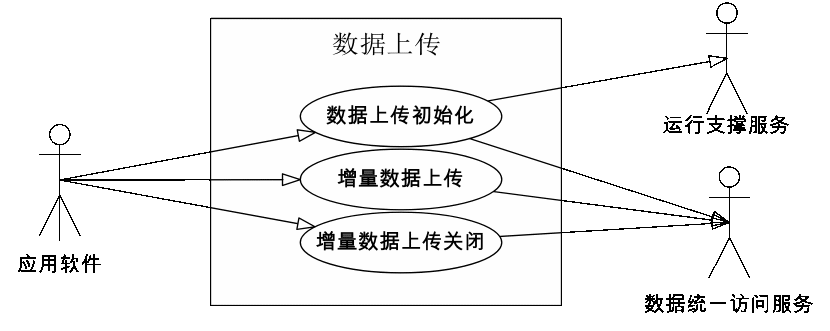 数据上传
数据上传初始化
运行支撑服务
增量数据上传
增量数据上传关闭
应用软件
数据统一访问服务